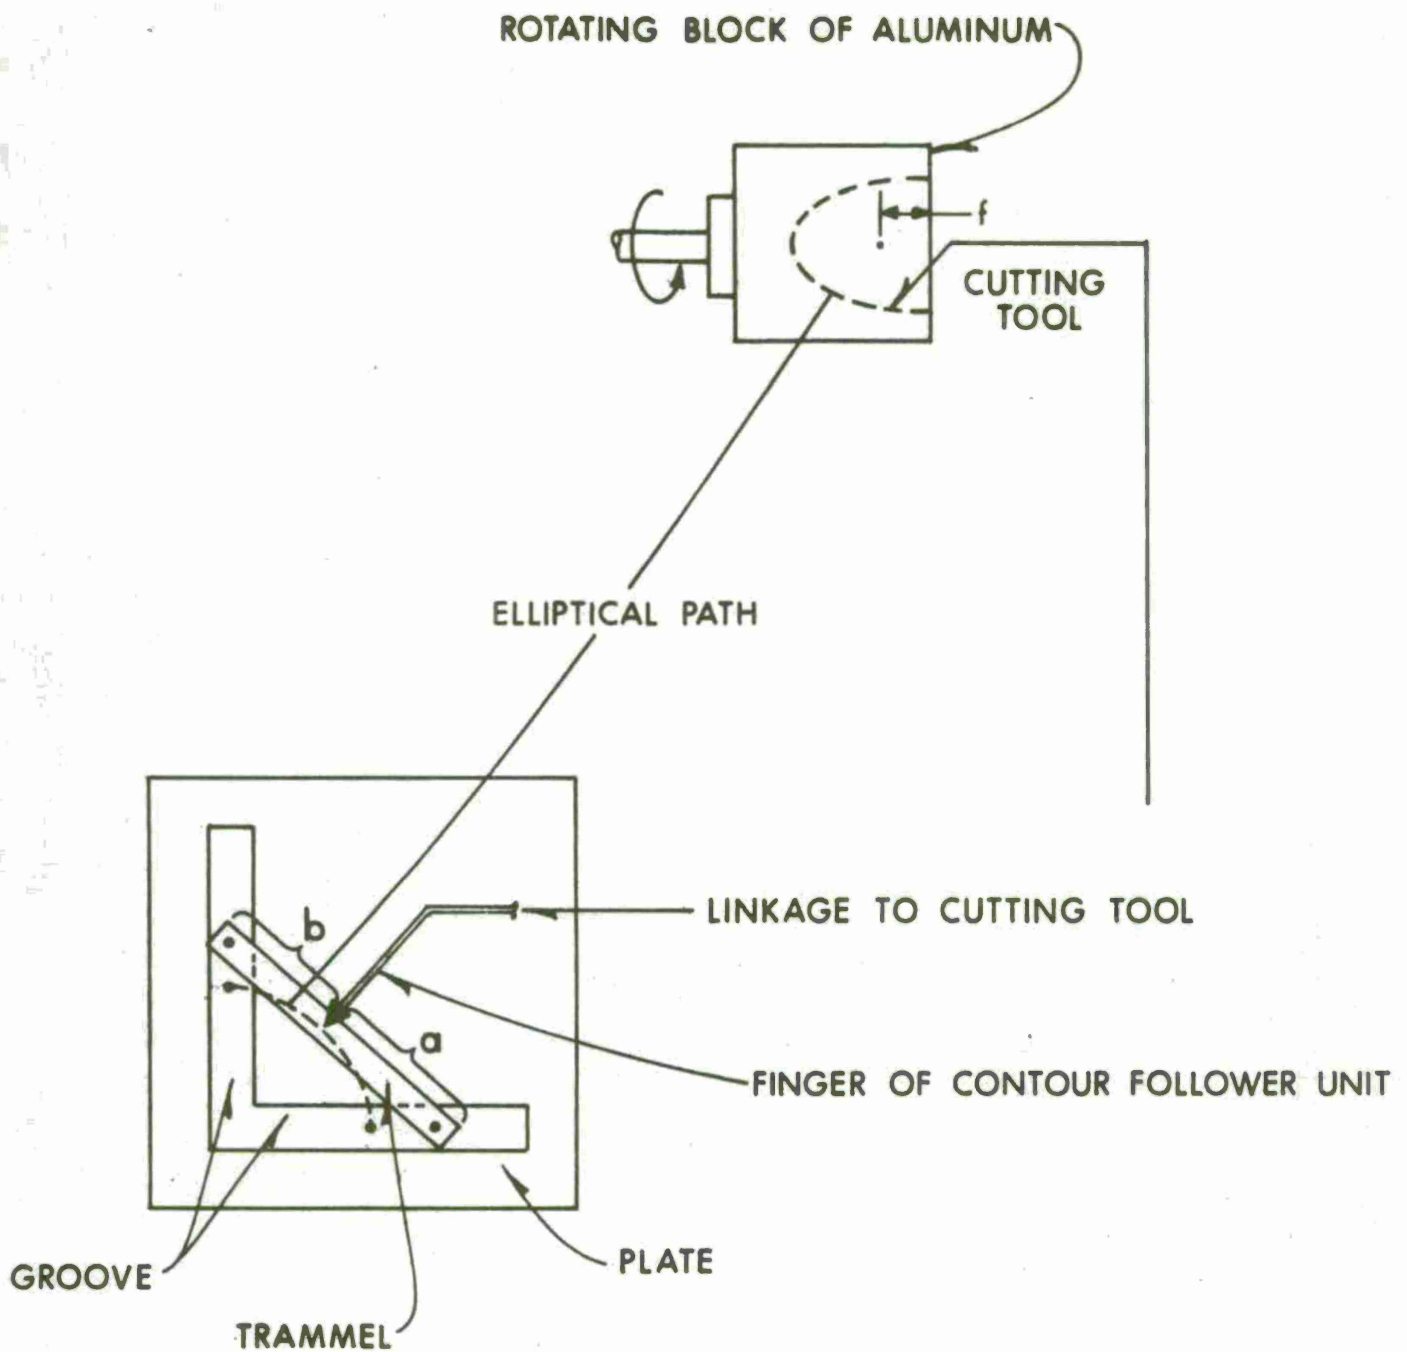 ROTATING BLOCK OF ALUMINUM
f
CUTTING
TOOL
ELLIPTICAL PATH
b
LINKAGE TO CUTTING TOOL
a
FINGER OF CONTOUR FOLLOWER UNIT
PLATE
GROOVE
TRAMMEL